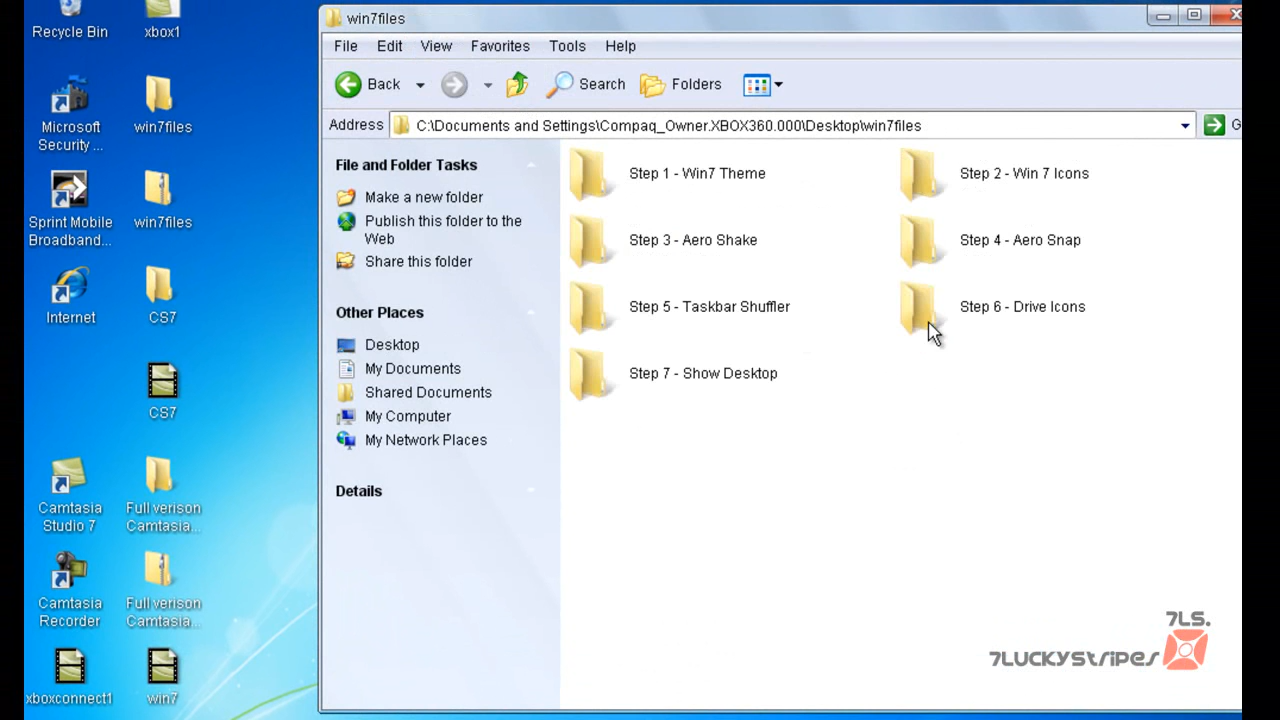 Recycle Bin
xbox1
Microsoft
Security ...
win7files
Sprint Mobile
Broadband...
win7files
Internet
CS7
CS7
Camtasia
Studio 7
Full verison
Camtasia...
Camtasia
Recorder
Full verison
Camtasia...
xboxconnect1
win7
win7files
File Edit View Favorites Tools Help
Back Search Folders
Address C:\Documents and Settings\Compaq_Owner.XBOX360.000\Desktop\win7files G
File and Folder Tasks
Make a new folder
Publish this folder to the
Web
Share this folder
Other Places
Desktop
My Documents
Shared Documents
My Computer
My Network Places
Details
Step 1 - Win7 Theme
Step 2 - Win 7 Icons
Step 3 - Aero Shake
Step 4 - Aero Snap
Step 5 - Taskbar Shuffler
Step 6 - Drive Icons
Step 7 - Show Desktop
7LS.
7LUCKYSTRIPES